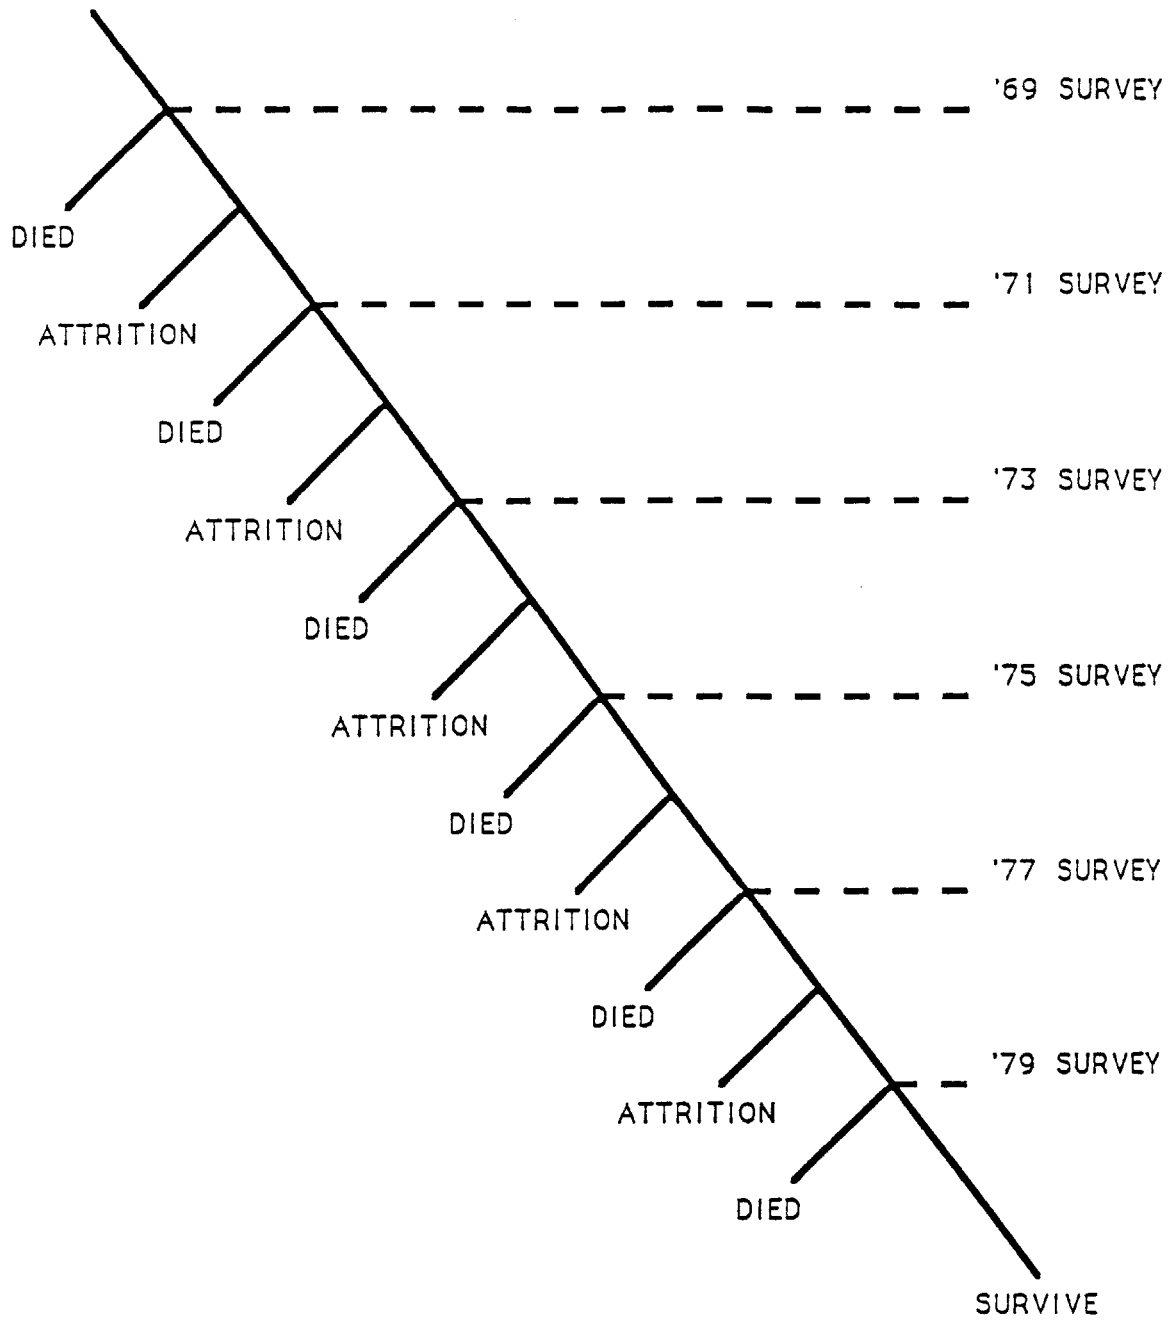 '69 SURVEY
DIED
'71 SURVEY
ATTRITION
DIED
'73 SURVEY
ATTRITION
DIED
'75 SURVEY
ATTRITION
DIED
'77 SURVEY
ATTRITION
DIED
'79 SURVEY
ATTRITION
DIED
SURVIVE